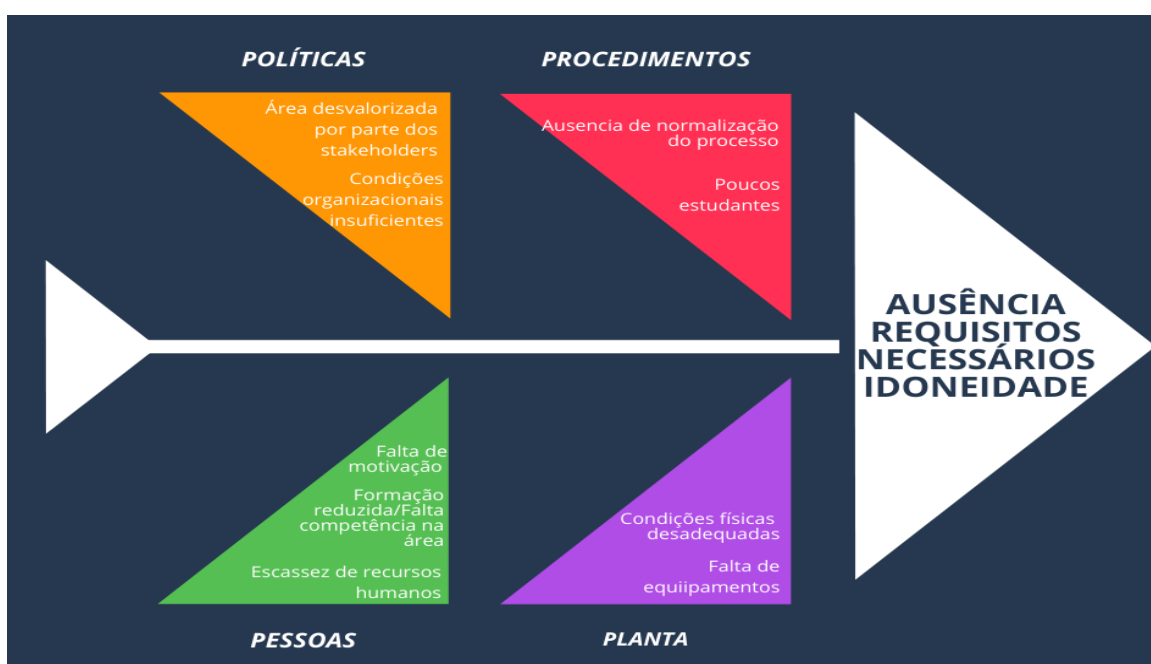 POLÍTICAS
Área desvalorizada
por parte dos
stakeholders
Condições
organizacionais
insuficientes
PROCEDIMENTOS
Ausencia de normalização
do processo
Poucos
estudantes
AUSÊNCIA
REQUISITOS
NECESSÁRIOS
IDONEIDADE
Falta de
motivação
Formação
reduzida/Falta
competência na
área
Escassez de recursos
humanos
PESSOAS
Condições físicas
desadequadas
Falta de
equiipamentos
PLANTA